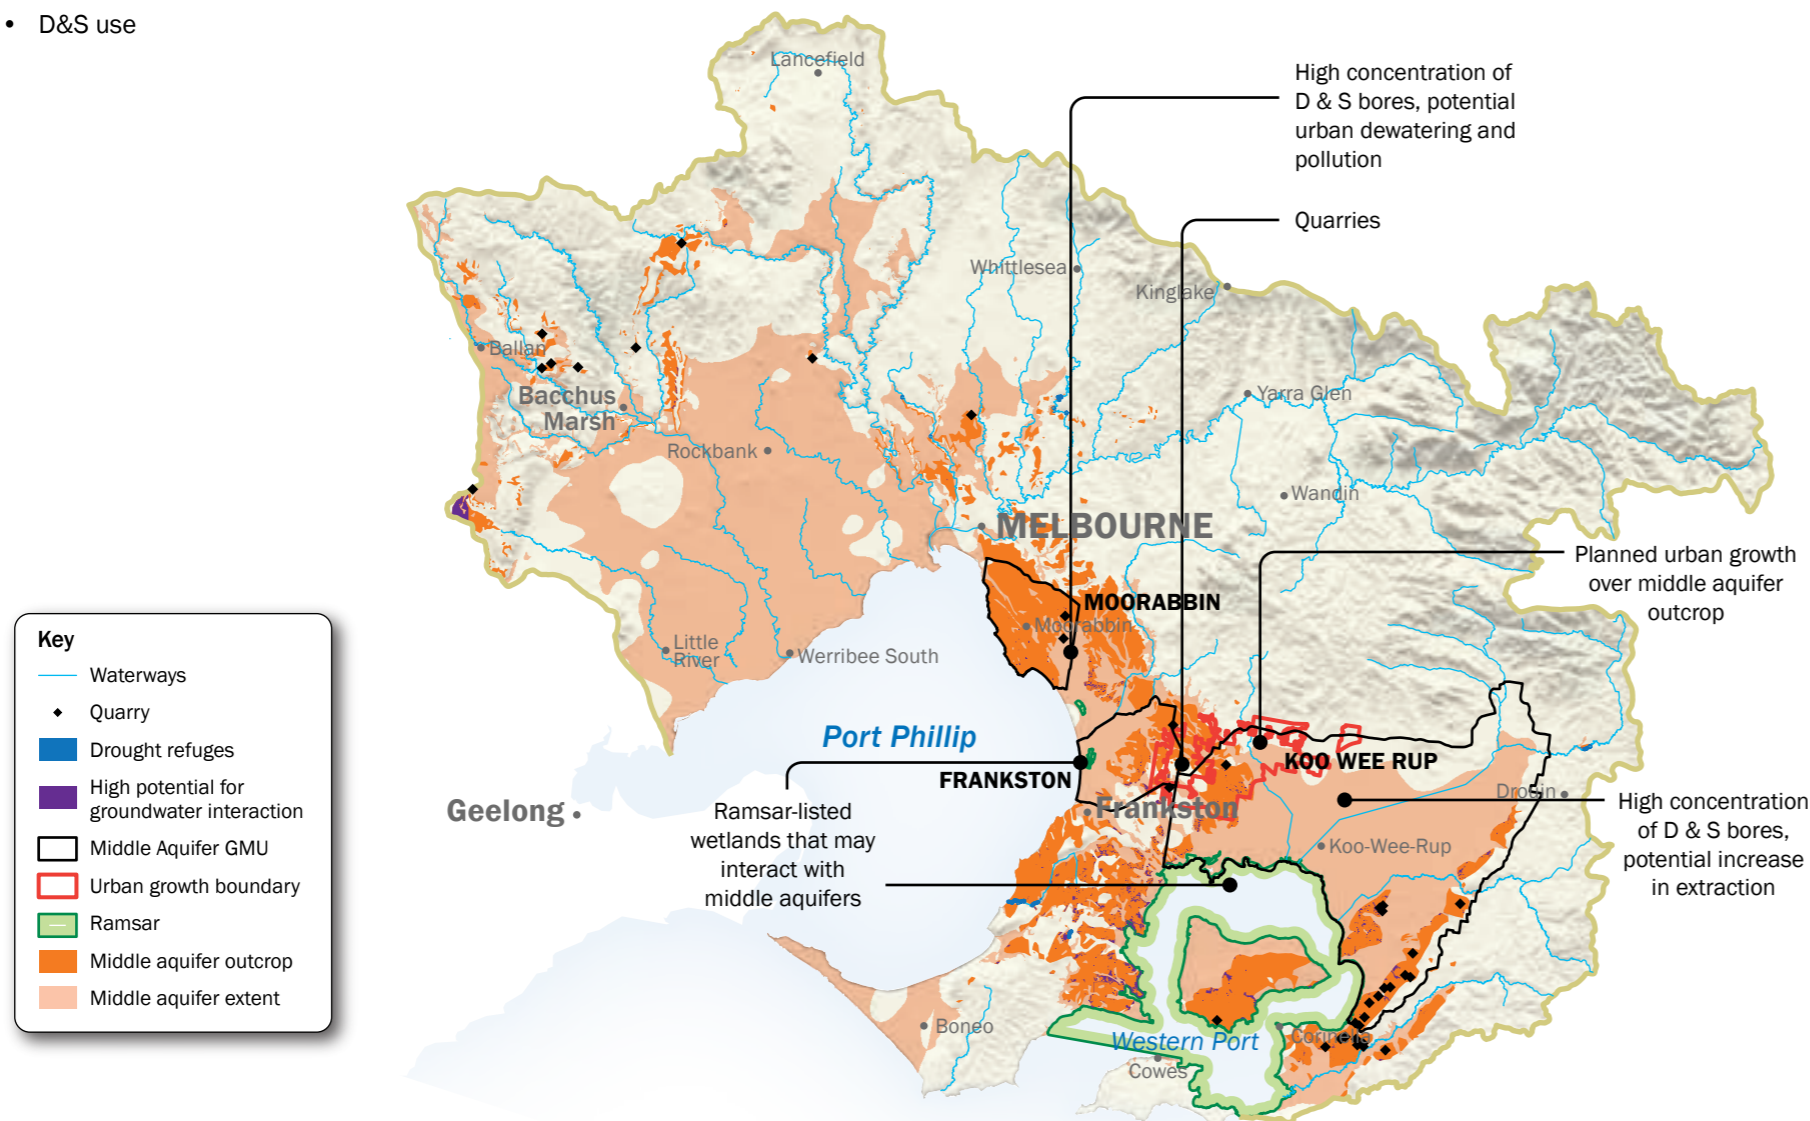 • D&S use
Lancefield
High concentration of
D & S bores, potential
urban dewatering and
pollution
Quarries
Whittlesea
Kinglake
Ballan
Bacchus
Marsh
Yarra Glen
Rockbank
Wandin
MELBOURNE
Planned urban growth
over middle aquifer
outcrop
MOORABBIN
Moorabbin
Little
River
Werribee South
Key
Waterways
Quarry
Drought refuges
High potential for
groundwater interaction
Middle Aquifer GMU
Urban growth boundary
Ramsar
Middle aquifer outcrop
Middle aquifer extent
Port Phillip
FRANKSTON
KOO WEE RUP
Geelong
Frankston
Drouin
Ramsar-listed
wetlands that may
interact with
middle aquifers
High concentration
of D & S bores,
potential increase
in extraction
Koo-Wee-Rup
Boneo
Western Port
Corinella
Cowes